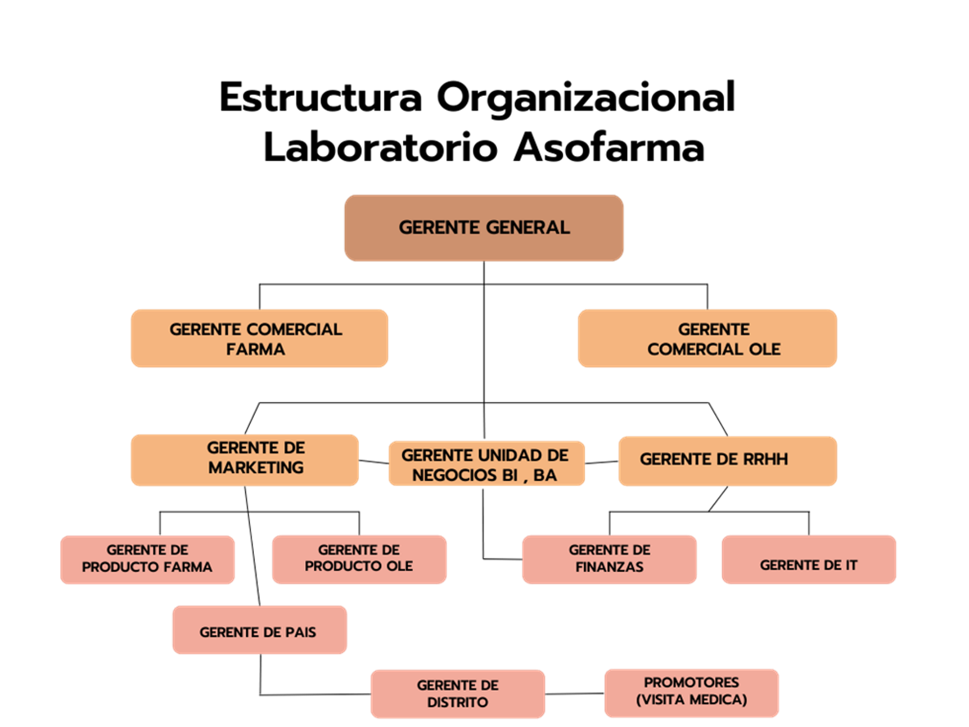 Estructura Organizacional
Laboratorio Asofarma
GERENTE GENERAL
GERENTE COMERCIAL
FARMA
GERENTE
COMERCIAL OLE
GERENTE DE
MARKETING
GERENTE UNIDAD DE
NEGOCIOS BI , BA
GERENTE DE RRHH
GERENTE DE
PRODUCTO FARMA
GERENTE DE
PRODUCTO OLE
GERENTE DE
FINANZAS
GERENTE DE IT
GERENTE DE PAIS
GERENTE DE
DISTRITO
PROMOTORES
(VISITA MEDICA)